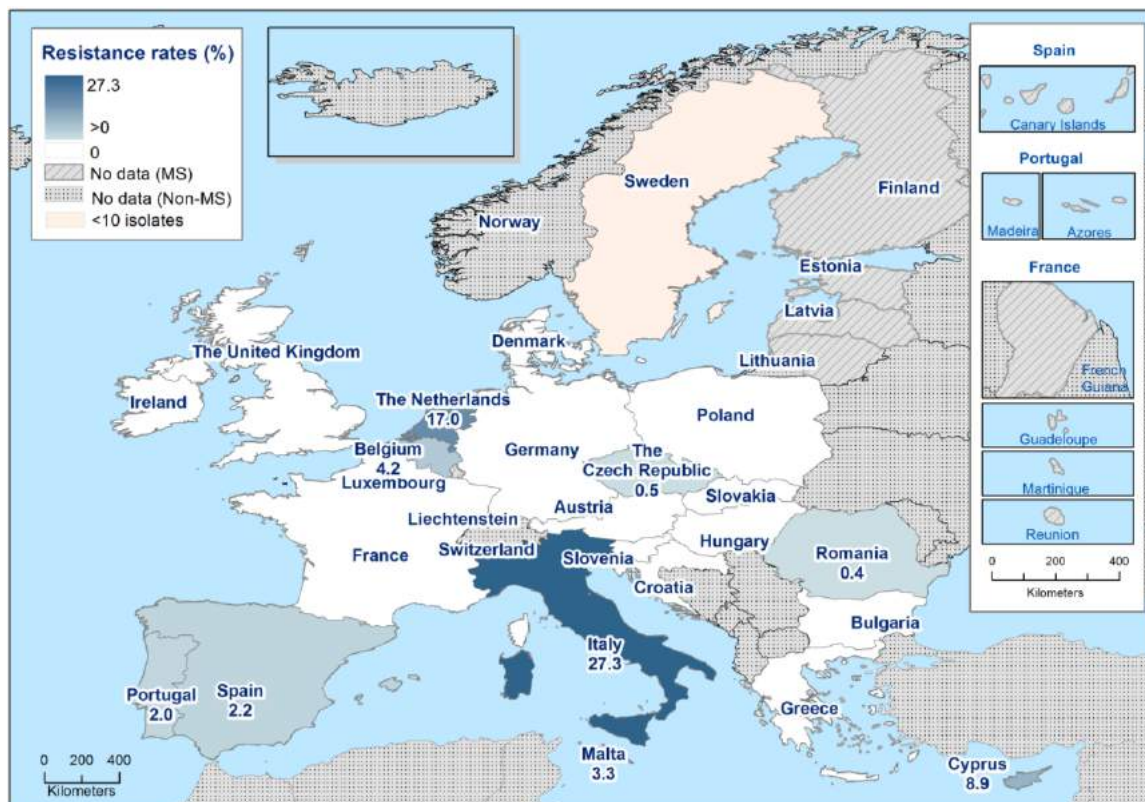 Resistance rates (%)
27.3
>0
0
No data (MS)
No data (Non-MS)
<10 isolates
Spain
Canary Islands
Portugal
Madeira
Azores
France
French
Guiana
Guadeloupe
Martinique
Reunion
0 200 400
Kilometers
Sweden
Finland
Norway
Estonia
Latvia
Denmark
Lithuania
The United Kingdom
Ireland
The Netherlands
17.0
Poland
Belgium
4.2
Germany
The
Czech Republic
0.5
Luxembourg
Slovakia
Austria
Liechtenstein
Hungary
France
Switzerland
Slovenia
Romania
0.4
Croatia
Bulgaria
Italy
27.3
Portugal
2.0
Spain
2.2
Greece
Malta
3.3
Cyprus
8.9
0 200 400
Kilometers